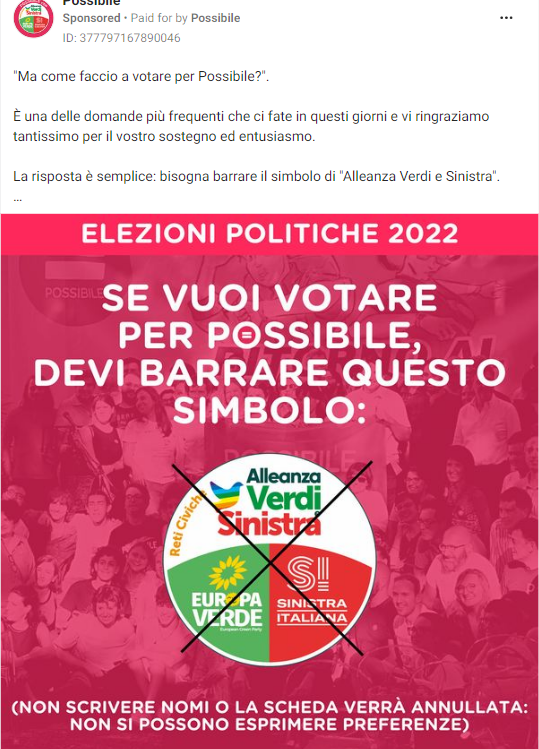 Possibile
Sponsored • Paid for by Possibile
ID: 377797167890046
"Ma come faccio a votare per Possibile?".
È una delle domande più frequenti che ci fate in questi giorni e vi ringraziamo
tantissimo per il vostro sostegno ed entusiasmo.
La risposta è semplice: bisogna barrare il simbolo di "Alleanza Verdi e Sinistra".
...
ELEZIONI POLITICHE 2022
POSSIBILE
SE VUOI VOTARE
PER POSSIBILE,
DEVI BARRARE QUESTO
SIMBOLO:
Alleanza
Verdi
Sinistra
Reti Civiche
EUROPA
VERDE
European Green Party
S!
SINISTRA
ITALIANA
(NON SCRIVERE NOMI O LA SCHEDA VERRÀ ANNULLATA:
NON SI POSSONO ESPRIMERE PREFERENZE)